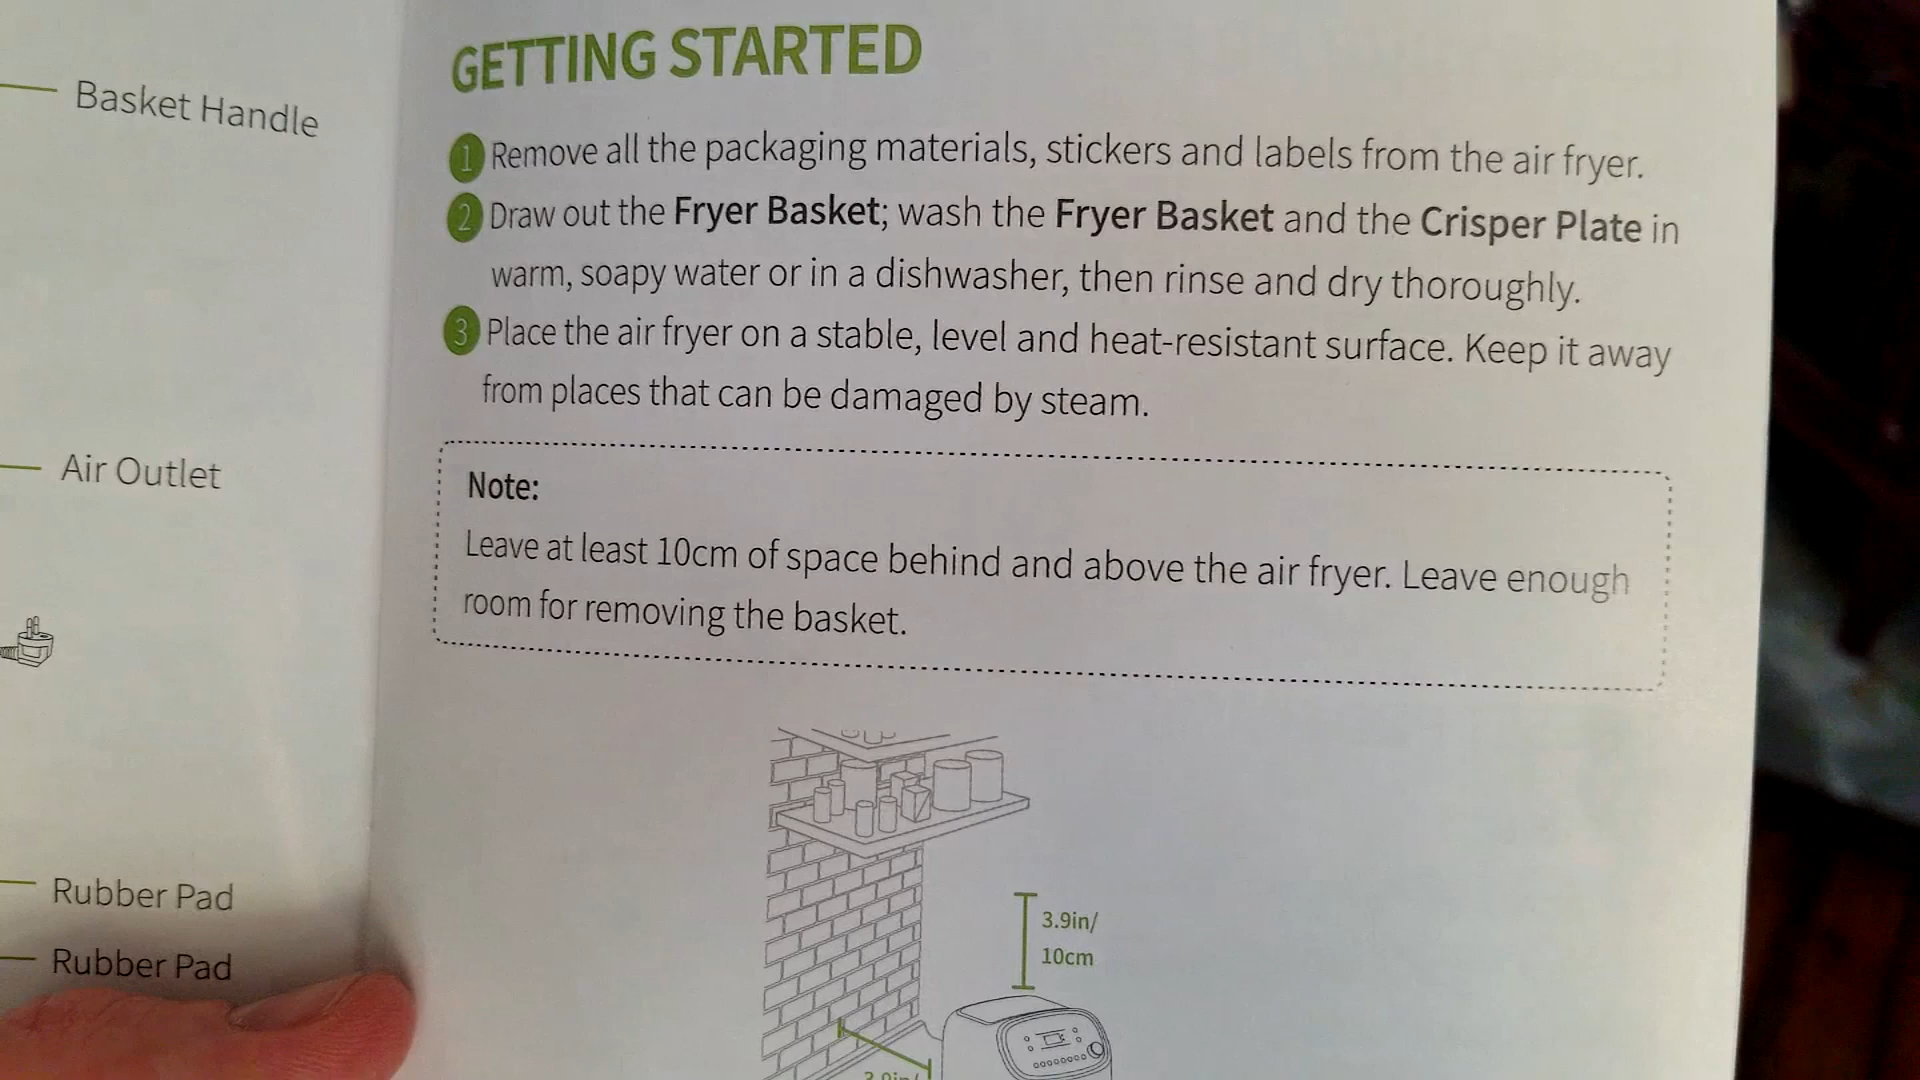 Basket Handle
Air Outlet
Rubber Pad
Rubber Pad
GETTING STARTED
1 Remove all the packaging materials, stickers and labels from the air fryer.
2 Draw out the Fryer Basket; wash the Fryer Basket and the Crisper Plate in
warm, soapy water or in a dishwasher, then rinse and dry thoroughly.
3 Place the air fryer on a stable, level and heat-resistant surface. Keep it away
from places that can be damaged by steam.
Note:
Leave at least 10cm of space behind and above the air fryer. Leave enough
room for removing the basket.
3.9in/
10cm